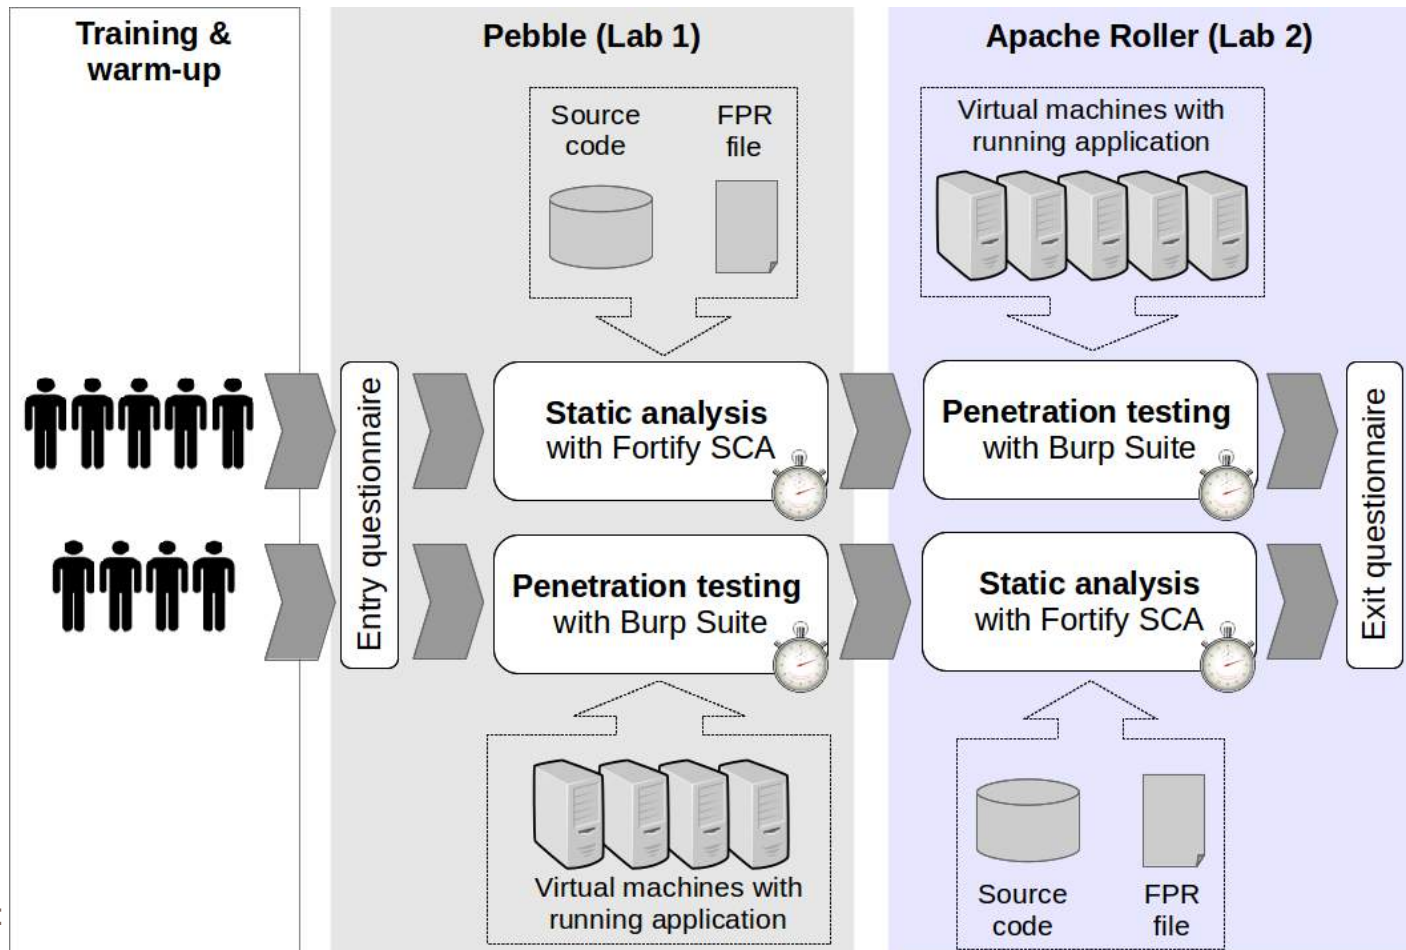 Training &
warm-up
Pebble (Lab 1)
Apache Roller (Lab 2)
Source
code
FPR
file
Virtual machines with
running application
Entry questionnaire
Static analysis
with Fortify SCA
Penetration testing
with Burp Suite
Exit questionnaire
Penetration testing
with Burp Suite
Static analysis
with Fortify SCA
Virtual machines with
running application
Source
code
FPR
file